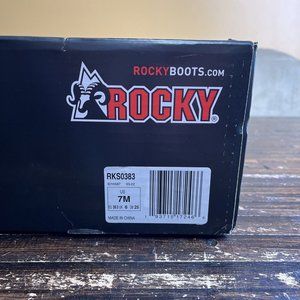 ROCKYBOOTS.COM
ROCKY®
RKS0383
US
7M
MADE IN CHINA